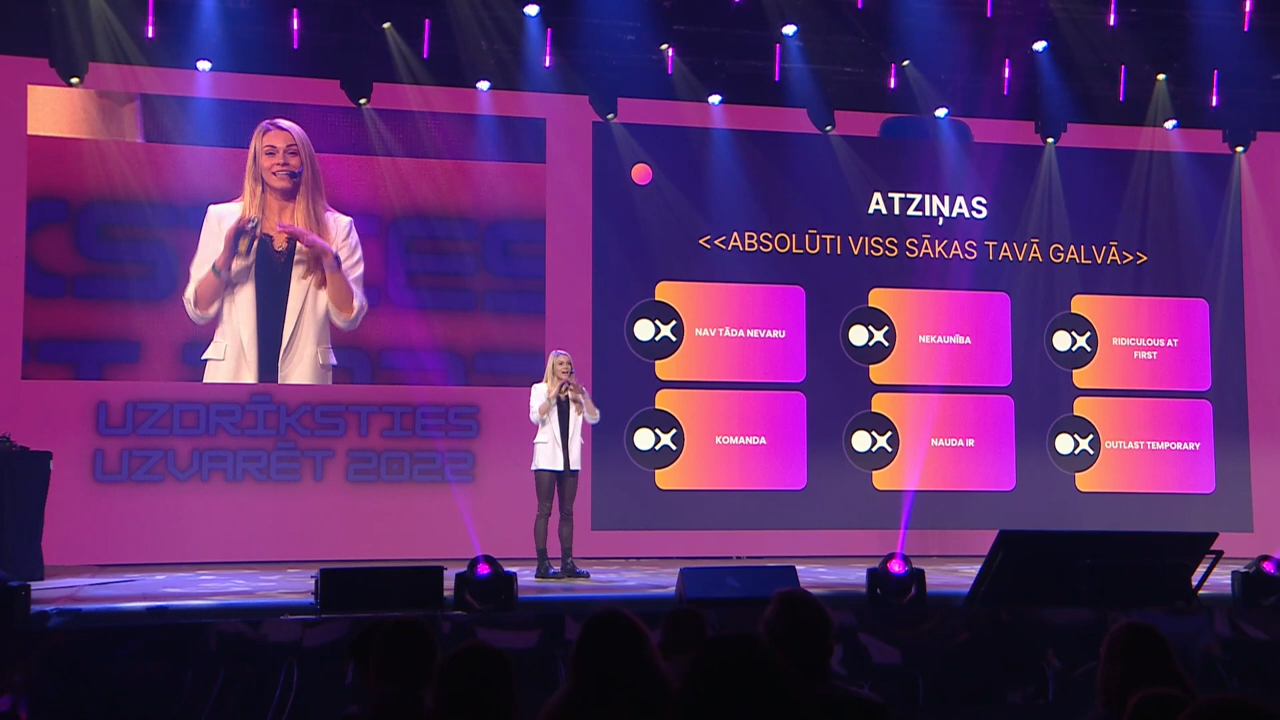 ATZIŅAS
<<ABSOLŪTI VISS SĀKAS TAVĀ GALVĀ>>
NAV TĀDA NEVARU
NEKAUNĪBA
RIDICULOUS AT
FIRST
KOMANDA
NAUDA IR
OUTLAST TEMPORARY
UZDRĪKSTIES
UZVARĒT 2022